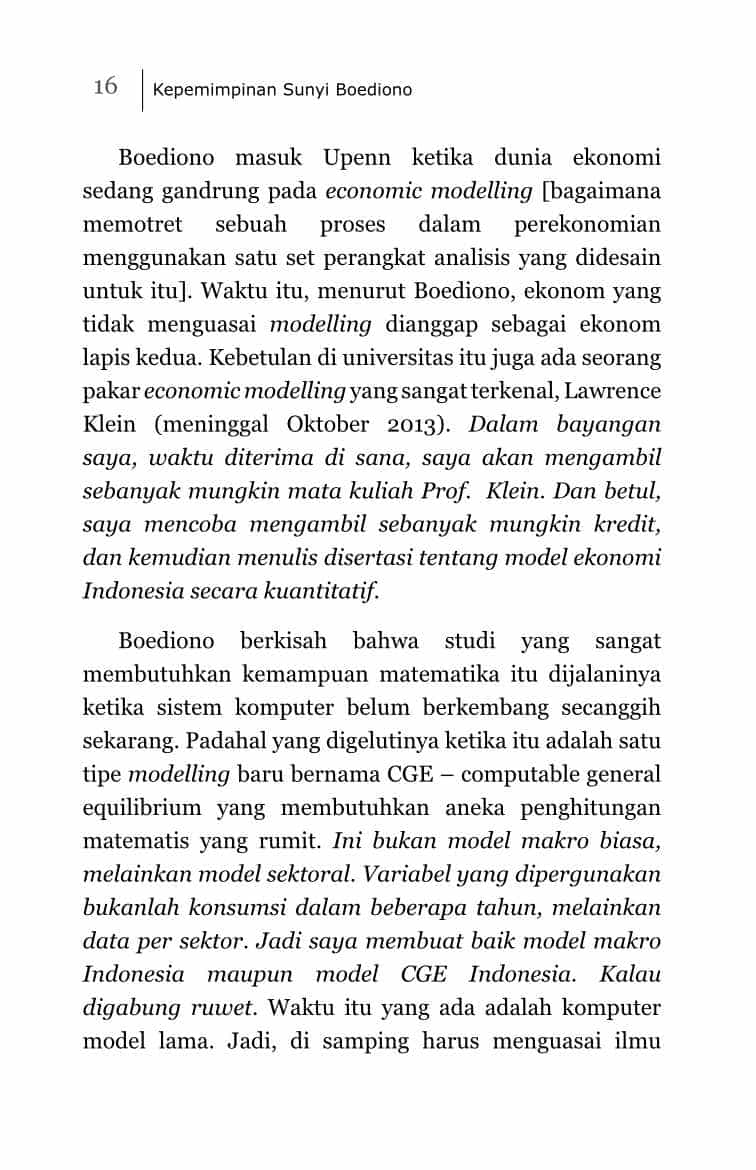 16
Kepemimpinan Sunyi Boediono
Boediono masuk Upenn ketika dunia ekonomi
sedang gandrung pada economic modelling [bagaimana
memotret sebuah proses dalam perekonomian
menggunakan satu set perangkat analisis yang didesain
untuk itu]. Waktu itu, menurut Boediono, ekonom yang
tidak menguasai modelling dianggap sebagai ekonom
lapis kedua. Kebetulan di universitas itu juga ada seorang
pakar economic modelling yang sangat terkenal, Lawrence
Klein (meninggal Oktober 2013). Dalam bayangan
saya, waktu diterima di sana, saya akan mengambil
sebanyak mungkin mata kuliah Prof. Klein. Dan betul,
saya mencoba mengambil sebanyak mungkin kredit,
dan kemudian menulis disertasi tentang model ekonomi
Indonesia secara kuantitatif.
Boediono berkisah bahwa studi yang sangat
membutuhkan kemampuan matematika itu dijalaninya
ketika sistem komputer belum berkembang secanggih
sekarang. Padahal yang digelutinya ketika itu adalah satu
tipe modelling baru bernama CGE – computable general
equilibrium yang membutuhkan aneka penghitungan
matematis yang rumit. Ini bukan model makro biasa,
melainkan model sektoral. Variabel yang dipergunakan
bukanlah konsumsi dalam beberapa tahun, melainkan
data per sektor. Jadi saya membuat baik model makro
Indonesia maupun model CGE Indonesia. Kalau
digabung ruwet. Waktu itu yang ada adalah komputer
model lama. Jadi, di samping harus menguasai ilmu